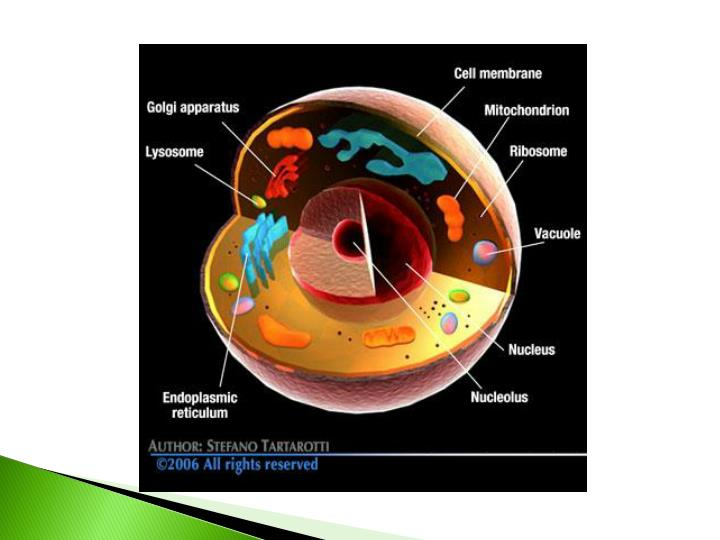 Cell membrane
Golgi apparatus
Mitochondrion
Lysosome
Ribosome
Vacuole
Nucleus
Nucleolus
Endoplasmic
reticulum
AUTHOR: STEFANO TARTAROTTI
©2006 All rights reserved